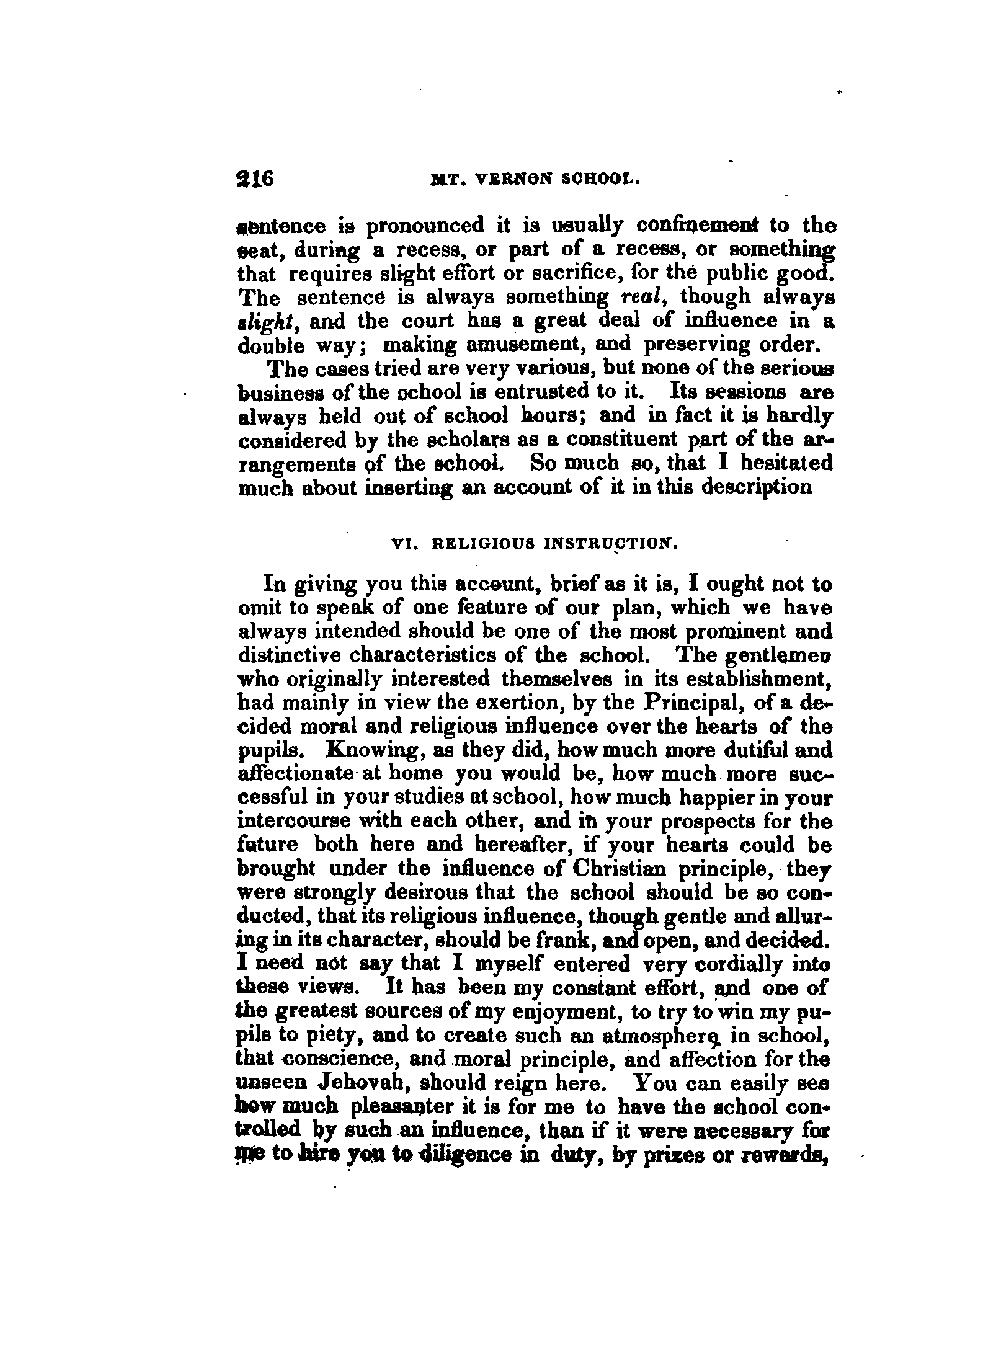 216 MT. VERNON SCHOOL.
sentence is pronounced it is usually confinement to the
seat, during a recess, or part of a recess, or something
that requires slight effort or sacrifice, for the public good.
The sentence is always something real, though always
slight, and the court has a great deal of influence in a
double way; making amusement, and preserving order.
The cases tried are very various, but none of the serious
business of the school is entrusted to it. Its sessions are
always held out of school hours; and in fact it is hardly
considered by the scholars as a constituent part of the ar-
rangements of the school. So much so, that I hesitated
much about inserting an account of it in this description
VI. RELIGIOUS INSTRUCTION.
In giving you this account, brief as it is, I ought not to
omit to speak of one feature of our plan, which we have
always intended should be one of the most prominent and
distinctive characteristics of the school. The gentlemen
who originally interested themselves in its establishment,
had mainly in view the exertion, by the Principal, of a de-
cided moral and religious influence over the hearts of the
pupils. Knowing, as they did, how much more dutiful and
affectionate at home you would be, how much more suc-
cessful in your studies at school, how much happier in your
intercourse with each other, and in your prospects for the
future both here and hereafter, if your hearts could be
brought under the influence of Christian principle, they
were strongly desirous that the school should be so con-
ducted, that its religious influence, though gentle and allur-
ing in its character, should be frank, and open, and decided.
I need not say that I myself entered very cordially into
these views. It has been my constant effort, and one of
the greatest sources of my enjoyment, to try to win my pu-
pils to piety, and to create such an atmosphere in school,
that conscience, and moral principle, and affection for the
unseen Jehovah, should reign here. You can easily see
how much pleasanter it is for me to have the school con-
trolled by such an influence, than if it were necessary for
me to hire you to diligence in duty, by prizes or rewards,